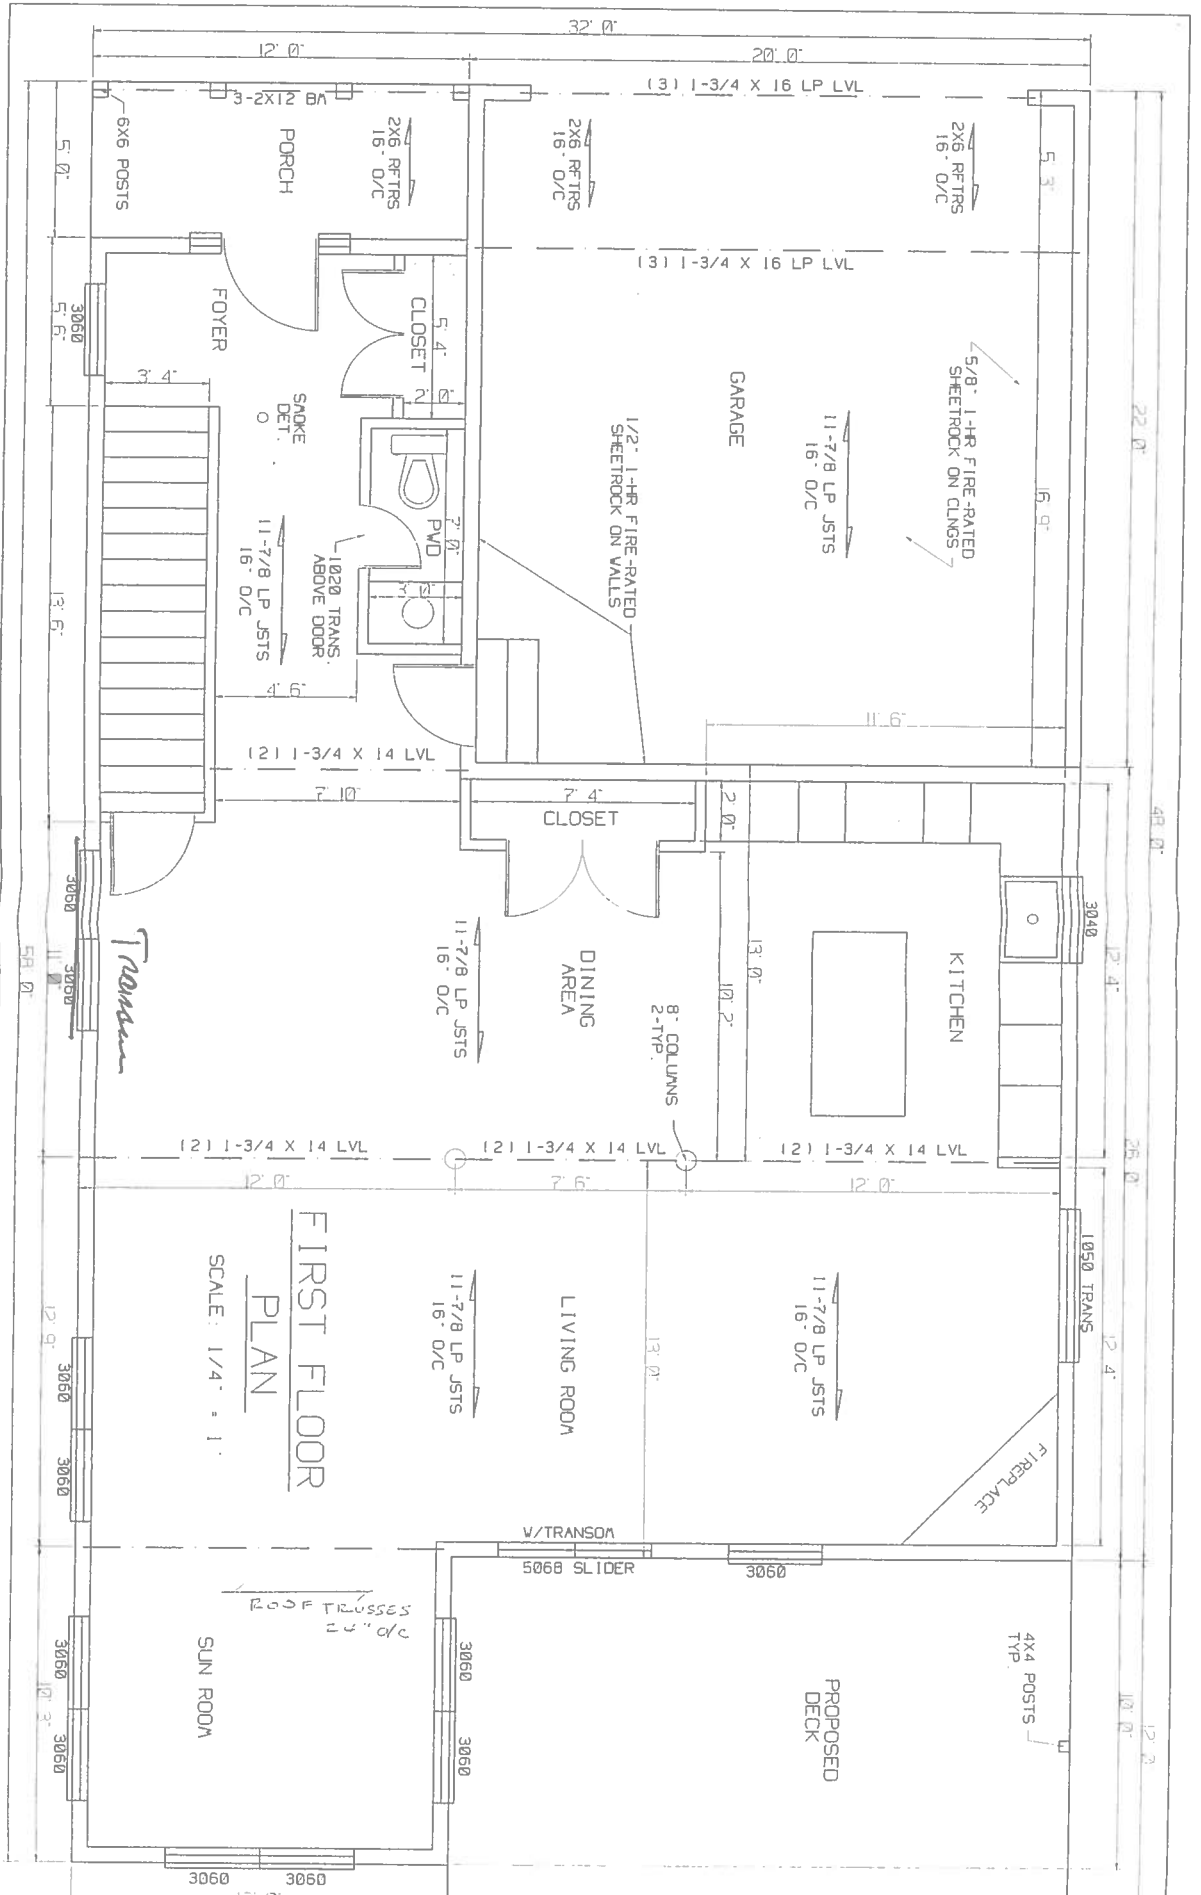 32' 0"
12' 0"
20' 0"
(3) 1-3/4 X 16 LP LVL
3-2X12 BM
6X6 POSTS
PORCH
2X6 RFTRS
16" O/C
2X6 RFTRS
16" O/C
2X6 RFTRS
16" O/C
5' 0"
5' 3"
(3) 1-3/4 X 16 LP LVL
3060
5' 6"
FOYER
CLOSET
5' 4"
2' 0"
3' 4"
SMOKE
DET.
GARAGE
5/8" 1-HR FIRE-RATED
SHEETROCK ON CLNGS
11-7/8 LP JSTS
16" O/C
22' 0"
16' 9"
1/2" 1-HR FIRE-RATED
SHEETROCK ON WALLS
PWD
7' 0"
3' 0"
1020 TRANS.
ABOVE DOOR
11-7/8 LP JSTS
16" O/C
13' 6"
4' 6"
11' 6"
(2) 1-3/4 X 14 LVL
7' 10"
7' 4"
CLOSET
2' 0"
48' 0"
3060
3060
11' 0"
58' 0"
11-7/8 LP JSTS
16" O/C
DINING
AREA
13' 0"
10' 2"
8" COLUMNS
2-TYP.
KITCHEN
3040
12' 4"
26' 0"
(2) 1-3/4 X 14 LVL
(2) 1-3/4 X 14 LVL
(2) 1-3/4 X 14 LVL
12' 0"
7' 6"
12' 0"
FIRST FLOOR
PLAN
SCALE: 1/4" = 1'
11-7/8 LP JSTS
16" O/C
LIVING ROOM
13' 0"
11-7/8 LP JSTS
16" O/C
1050 TRANS
12' 4"
12' 9"
3060
3060
FIREPLACE
W/TRANSOM
5068 SLIDER
3060
ROOF TRUSSES
24" O/C
SUN ROOM
3060
3060
3060
3060
10' 3"
PROPOSED
DECK
4X4 POSTS
TYP.
10' 0"
3060
3060